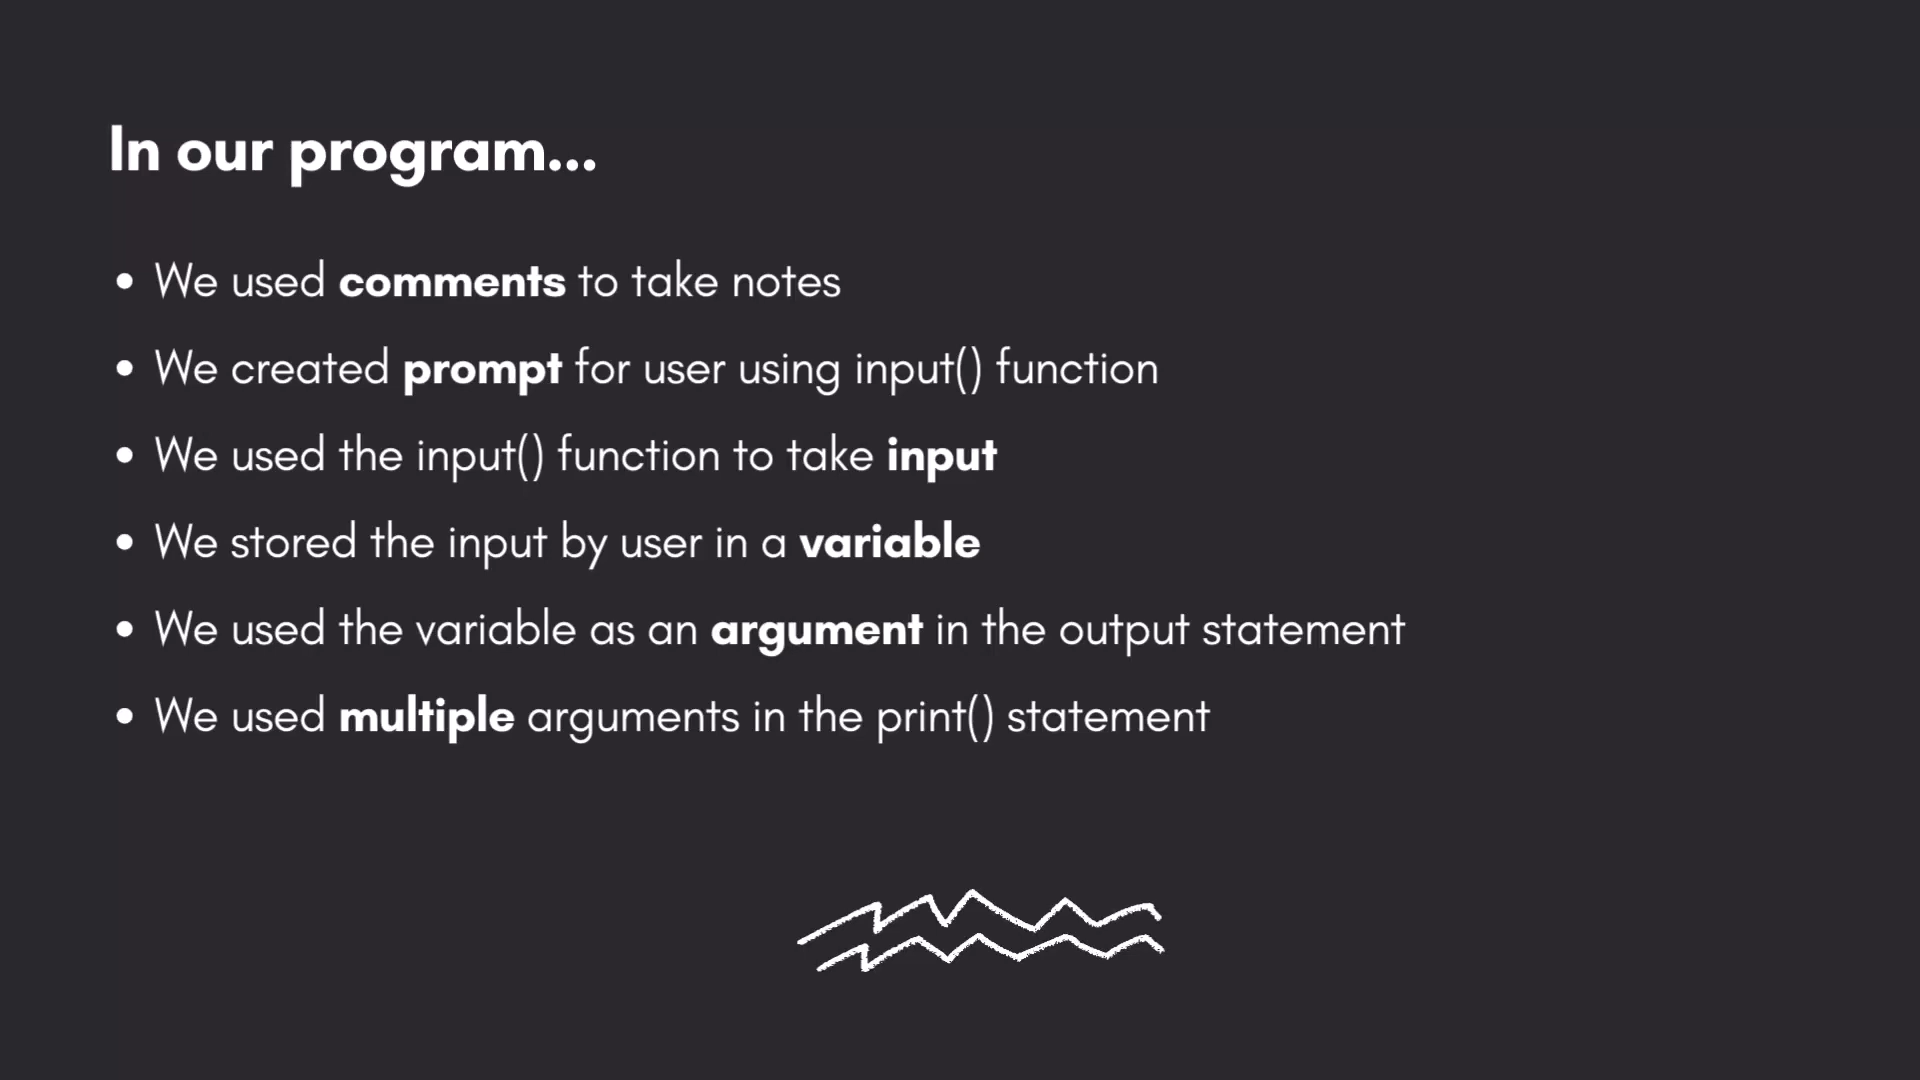 In our program...
• We used comments to take notes
• We created prompt for user using input() function
• We used the input() function to take input
• We stored the input by user in a variable
• We used the variable as an argument in the output statement
• We used multiple arguments in the print() statement